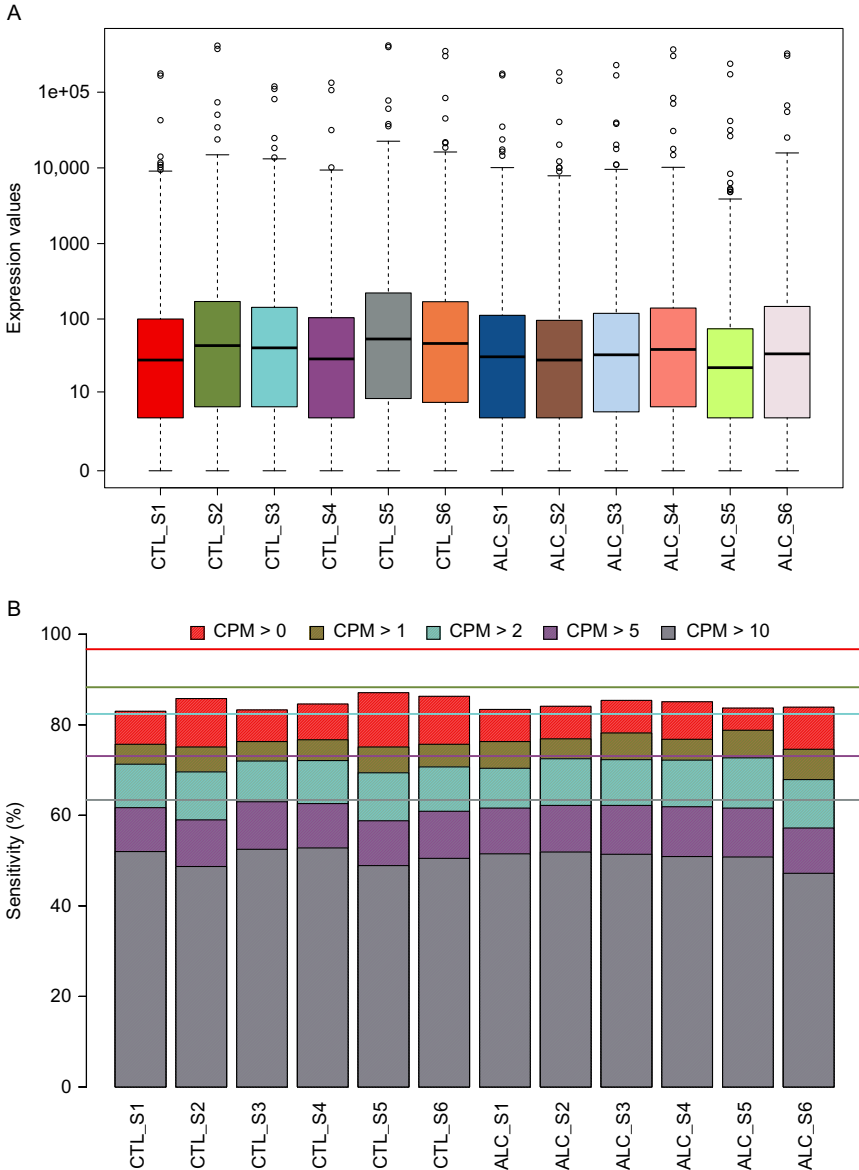 A
Expression values
1e+05
10,000
1000
100
10
0
CTL_S1
CTL_S2
CTL_S3
CTL_S4
CTL_S5
CTL_S6
ALC_S1
ALC_S2
ALC_S3
ALC_S4
ALC_S5
ALC_S6
B
CPM > 0 CPM > 1 CPM > 2 CPM > 5 CPM > 10
Sensitivity (%)
100
80
60
40
20
0
CTL_S1
CTL_S2
CTL_S3
CTL_S4
CTL_S5
CTL_S6
ALC_S1
ALC_S2
ALC_S3
ALC_S4
ALC_S5
ALC_S6